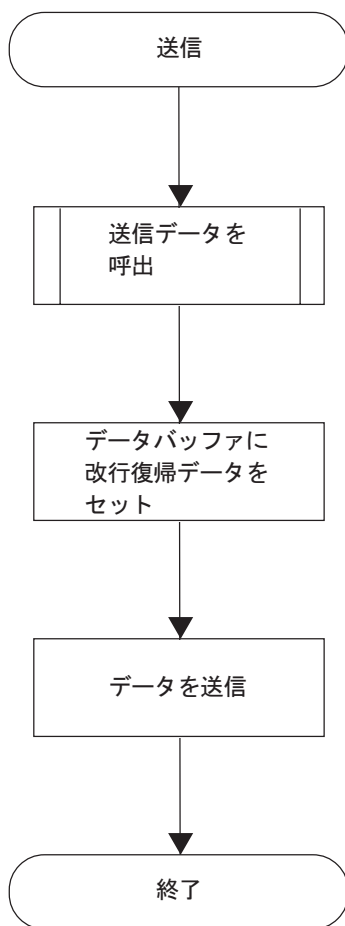 送信
送信データを
呼出
データバッファに
改行復帰データを
セット
データを送信
終了